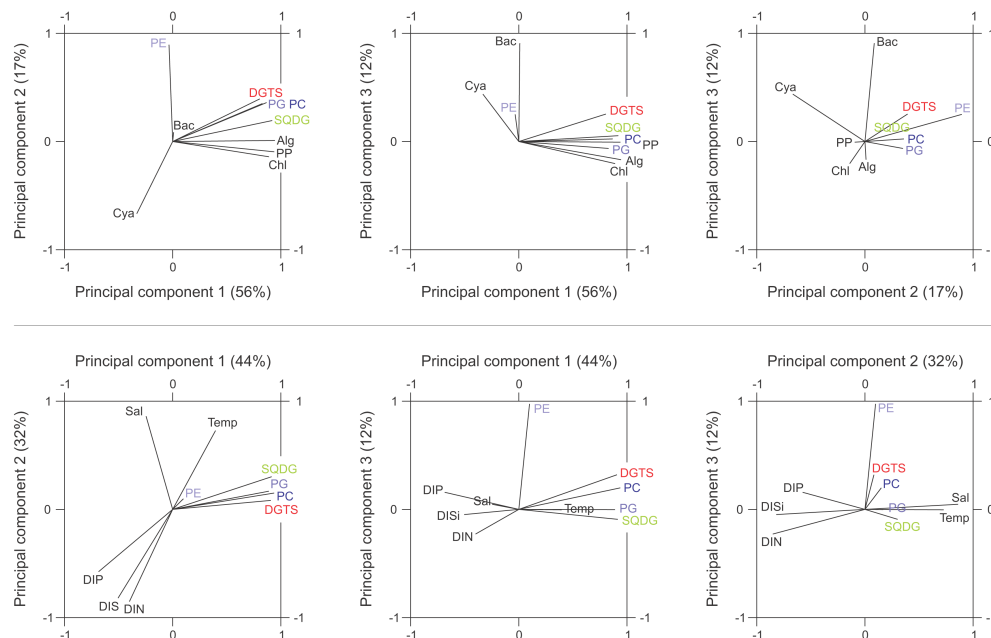 -1 0 1
Principal component 2 (17%)
1 1
PE
DGTS
PG PC
SQDG
Bac
0
Alg
PP
Chl
Cya
-1 -1
-1 0 1
Principal component 1 (56%)
-1 0 1
Principal component 3 (12%)
1 1
Bac
Cya
PE
DGTS
SQDG
0
PC PP
PG
Alg
Chl
-1 -1
-1 0 1
Principal component 1 (56%)
-1 0 1
Principal component 3 (12%)
1 1
Bac
Cya
DGTS PE
SQDG
0 0
PP PC
PG
Chl Alg
-1 -
-1 0 1
Principal component 2 (17%)
Principal component 1 (44%)
-1 0 1
Principal component 2 (32%)
1 1
Sal
Temp
SQDG
PG
PE
PC
0
DGTS
DIP
DIS DIN
-1 -1
-1 0 1
Principal component 1 (44%)
-1 0 1
Principal component 3 (12%)
1 1
PE
DGTS
PC
DIP
Sal
0
Temp PG
DISi
SQDG
DIN
-1 -1
-1 0 1
Principal component 2 (32%)
-1 0 1
Principal component 3 (12%)
1 1
PE
DGTS
PC
DIP
Sal
DISi
0 0
PG
Temp
SQDG
DIN
-1 -
-1 0 1